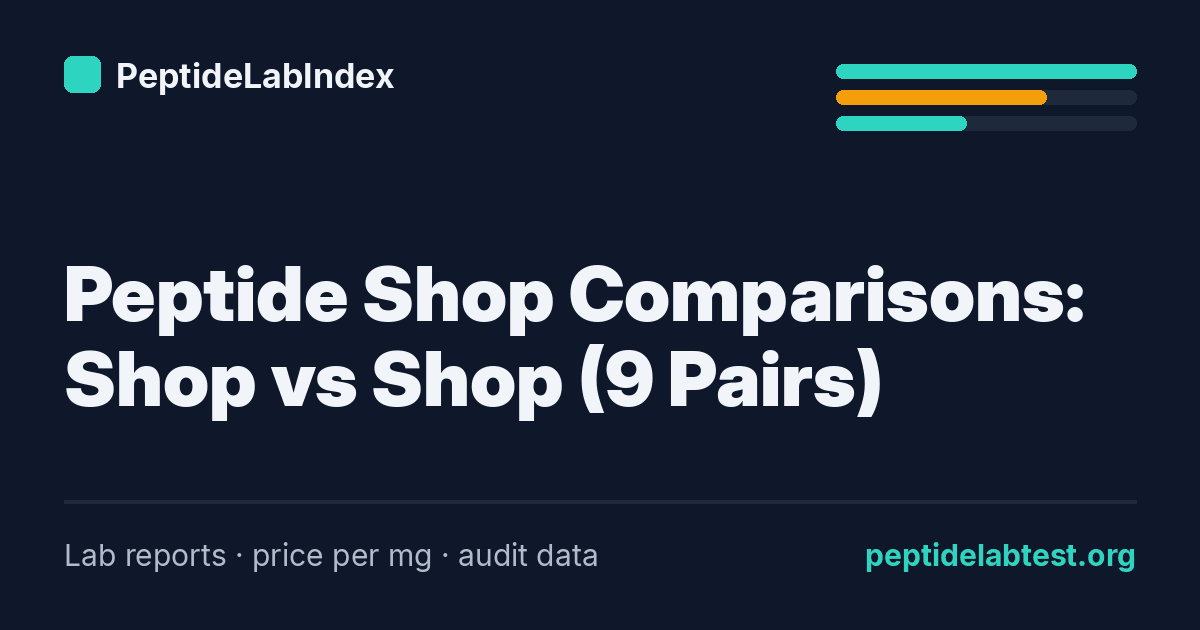 PeptideLabIndex
Peptide Shop Comparisons:
Shop vs Shop (9 Pairs)
Lab reports · price per mg · audit data
peptidelabtest.org